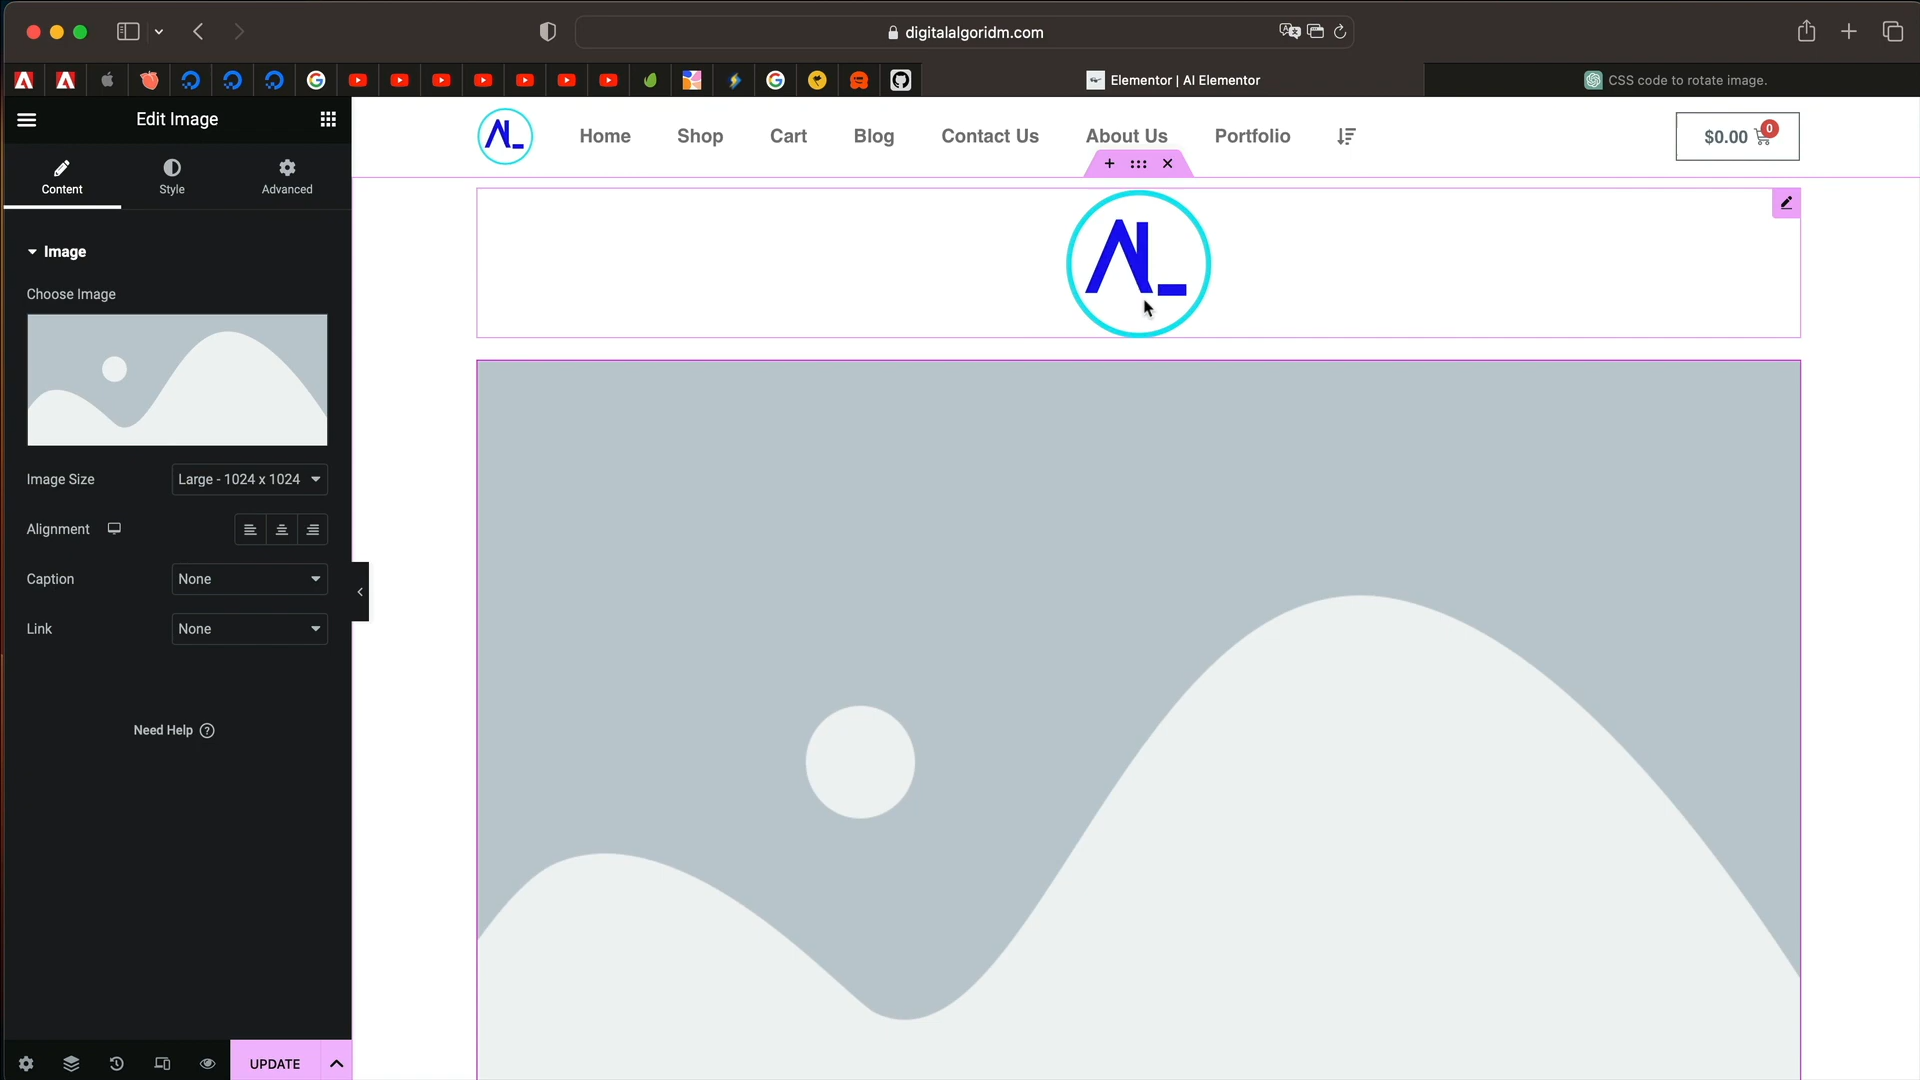 digitalalgoridm.com
Elementor | AI Elementor
CSS code to rotate image.
Edit Image
Content
Style
Advanced
Image
Choose Image
Image Size
Large - 1024 x 1024
Alignment
Caption
None
Link
None
Need Help
UPDATE
AL_
Home
Shop
Cart
Blog
Contact Us
About Us
Portfolio
$0.00
0
AL_